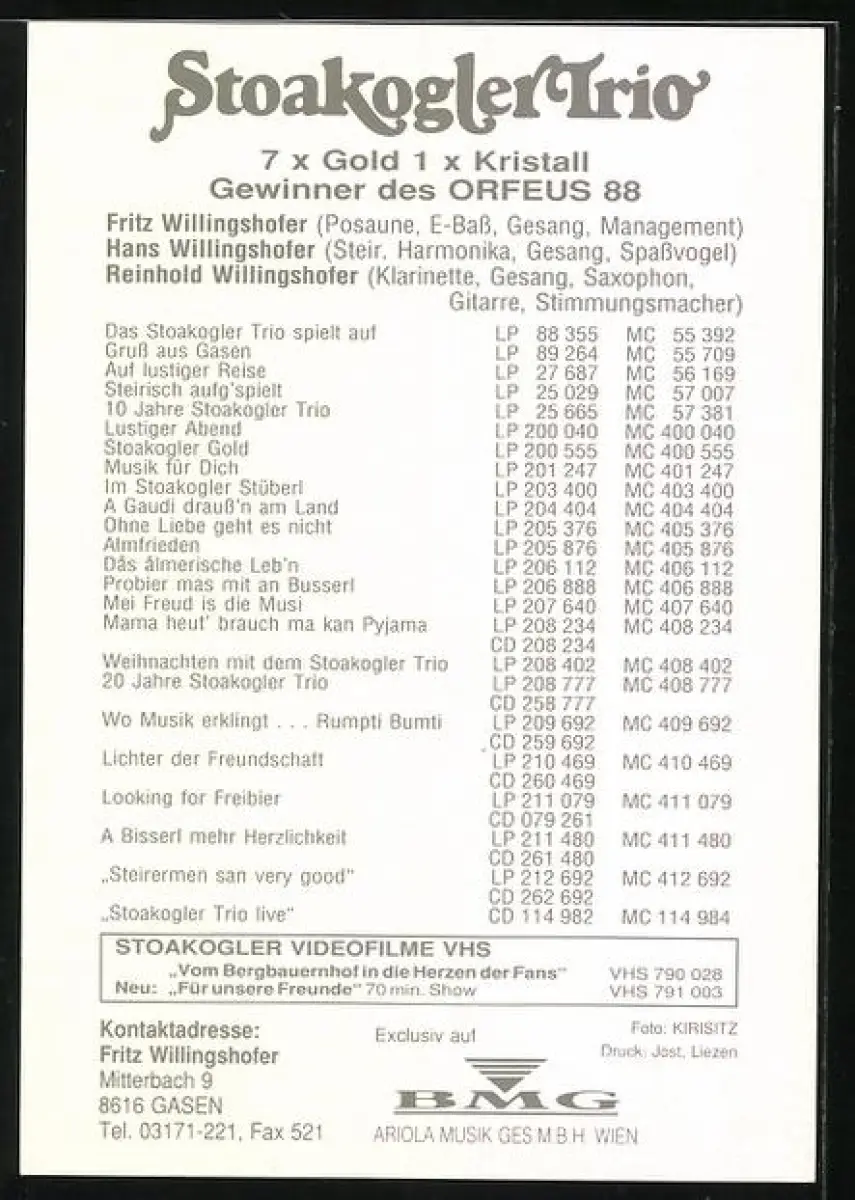 Stoakogler Trio
7 x Gold 1 x Kristall
Gewinner des ORFEUS 88
Fritz Willingshofer (Posaune, E-Baß, Gesang, Management)
Hans Willingshofer (Steir. Harmonika, Gesang, Spaßvogel)
Reinhold Willingshofer (Klarinette, Gesang, Saxophon,
Gitarre, Stimmungsmacher)
Das Stoakogler Trio spielt auf LP 88 355 MC 55 392
Gruß aus Gasen LP 89 264 MC 55 709
Auf lustiger Reise LP 27 687 MC 56 169
Steirisch aufg'spielt LP 25 029 MC 57 007
10 Jahre Stoakogler Trio LP 25 665 MC 57 381
Lustiger Abend LP 200 040 MC 400 040
Stoakogler Gold LP 200 555 MC 400 555
Musik für Dich LP 201 247 MC 401 247
Im Stoakogler Stüberl LP 203 400 MC 403 400
A Gaudi drauß'n am Land LP 204 404 MC 404 404
Ohne Liebe geht es nicht LP 205 376 MC 405 376
Almfrieden LP 205 876 MC 405 876
Dås ålmerische Leb'n LP 206 112 MC 406 112
Probier mas mit an Busserl LP 206 888 MC 406 888
Mei Freud is die Musi LP 207 640 MC 407 640
Mama heut' brauch ma kan Pyjama LP 208 234 MC 408 234
CD 208 234
Weihnachten mit dem Stoakogler Trio LP 208 402 MC 408 402
20 Jahre Stoakogler Trio LP 208 777 MC 408 777
CD 258 777
Wo Musik erklingt . . . Rumpti Bumti LP 209 692 MC 409 692
CD 259 692
Lichter der Freundschaft LP 210 469 MC 410 469
CD 260 469
Looking for Freibier LP 211 079 MC 411 079
CD 079 261
A Bisserl mehr Herzlichkeit LP 211 480 MC 411 480
CD 261 480
„Steirermen san very good" LP 212 692 MC 412 692
CD 262 692
„Stoakogler Trio live" CD 114 982 MC 114 984
STOAKOGLER VIDEOFILME VHS
„Vom Bergbauernhof in die Herzen der Fans" VHS 790 028
Neu: „Für unsere Freunde" 70 min. Show VHS 791 003
Kontaktadresse:
Fritz Willingshofer
Mitterbach 9
8616 GASEN
Tel. 03171-221, Fax 521
Exclusiv auf
BMG
ARIOLA MUSIK GES M B H WIEN
Foto: KIRISITZ
Druck: Jost, Liezen